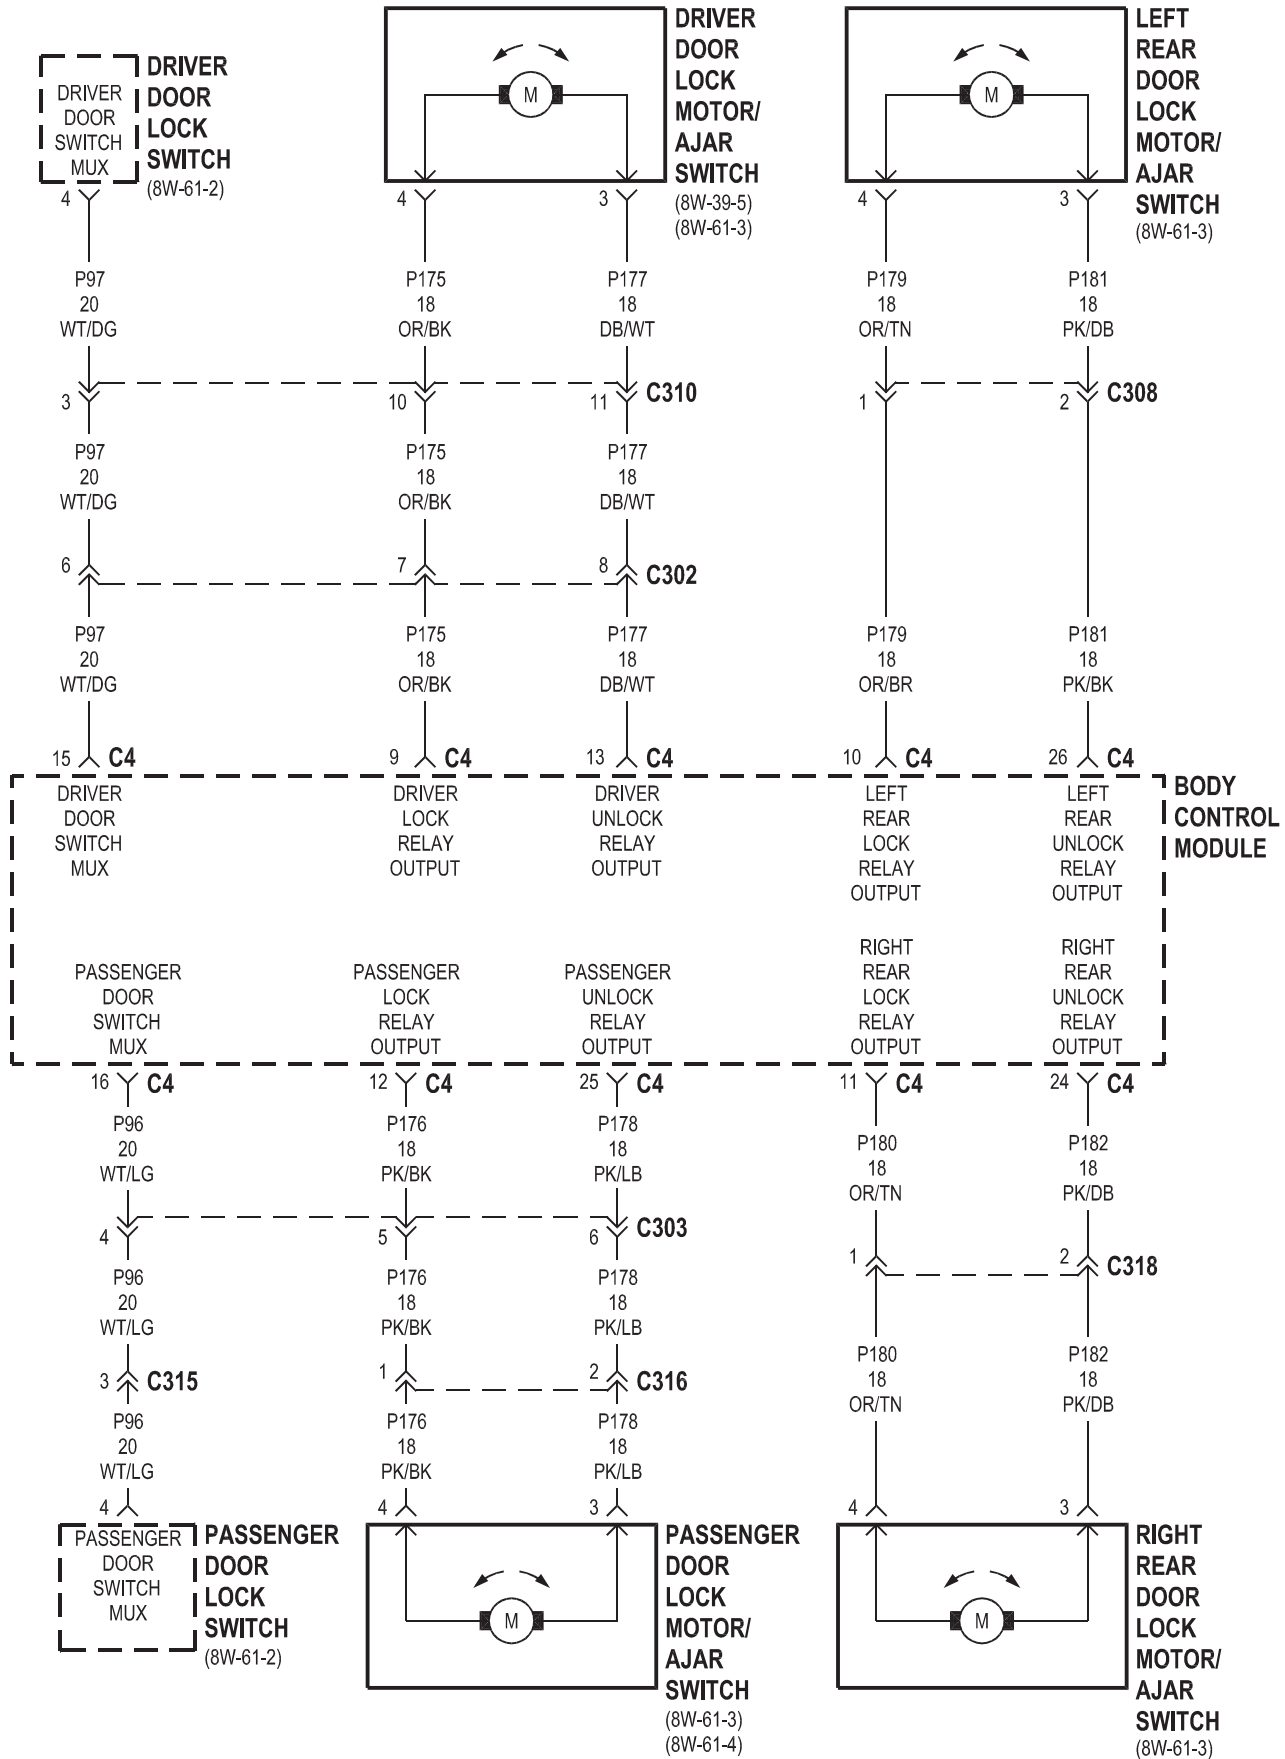 DRIVER
DOOR
LOCK
SWITCH
(8W-61-2)
DRIVER
DOOR
SWITCH
MUX
DRIVER
DOOR
LOCK
MOTOR/
AJAR
SWITCH
(8W-39-5)
(8W-61-3)
M
LEFT
REAR
DOOR
LOCK
MOTOR/
AJAR
SWITCH
(8W-61-3)
M
4 4 3 4 3
P97 P175 P177 P179 P181
20 18 18 18 18
WT/DG OR/BK DB/WT OR/TN PK/DB
3 10 11 C310 1 2 C308
P97 P175 P177
20 18 18
WT/DG OR/BK DB/WT
6 7 8 C302
P97 P175 P177 P179 P181
20 18 18 18 18
WT/DG OR/BK DB/WT OR/BR PK/BK
15 C4 9 C4 13 C4 10 C4 26 C4
BODY
CONTROL
MODULE
DRIVER
DOOR
SWITCH
MUX
DRIVER
LOCK
RELAY
OUTPUT
DRIVER
UNLOCK
RELAY
OUTPUT
LEFT
REAR
LOCK
RELAY
OUTPUT
LEFT
REAR
UNLOCK
RELAY
OUTPUT
PASSENGER
DOOR
SWITCH
MUX
PASSENGER
LOCK
RELAY
OUTPUT
PASSENGER
UNLOCK
RELAY
OUTPUT
RIGHT
REAR
LOCK
RELAY
OUTPUT
RIGHT
REAR
UNLOCK
RELAY
OUTPUT
16 C4 12 C4 25 C4 11 C4 24 C4
P96 P176 P178 P180 P182
20 18 18 18 18
WT/LG PK/BK PK/LB OR/TN PK/DB
4 5 6 C303 1 2 C318
P96 P176 P178
20 18 18
WT/LG PK/BK PK/LB
3 C315 1 2 C316
P180 P182
18 18
OR/TN PK/DB
P96 P176 P178
20 18 18
WT/LG PK/BK PK/LB
4 4 3 4 3
PASSENGER
DOOR
SWITCH
MUX
PASSENGER
DOOR
LOCK
SWITCH
(8W-61-2)
M
PASSENGER
DOOR
LOCK
MOTOR/
AJAR
SWITCH
(8W-61-3)
(8W-61-4)
M
RIGHT
REAR
DOOR
LOCK
MOTOR/
AJAR
SWITCH
(8W-61-3)